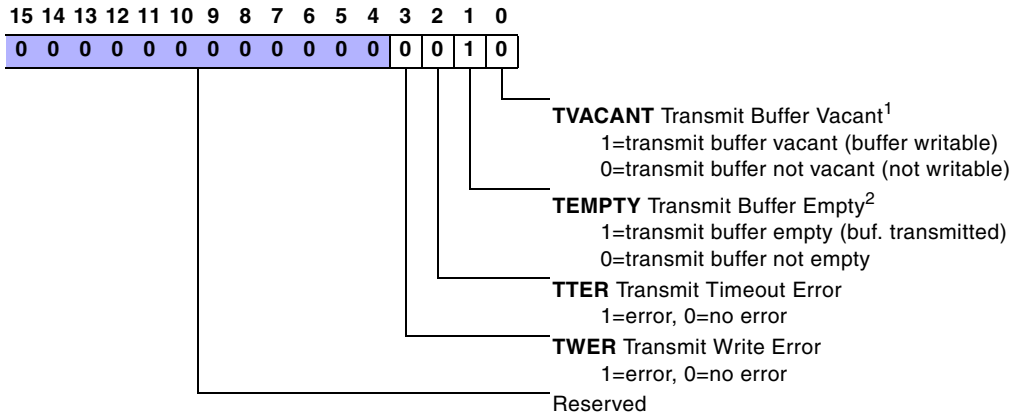 15 14 13 12 11 10 9 8 7 6 5 4 3 2 1 0
0 0 0 0 0 0 0 0 0 0 0 0 0 0 1 0
TVACANT Transmit Buffer Vacant1
1=transmit buffer vacant (buffer writable)
0=transmit buffer not vacant (not writable)
TEMPTY Transmit Buffer Empty2
1=transmit buffer empty (buf. transmitted)
0=transmit buffer not empty
TTER Transmit Timeout Error
1=error, 0=no error
TWER Transmit Write Error
1=error, 0=no error
Reserved